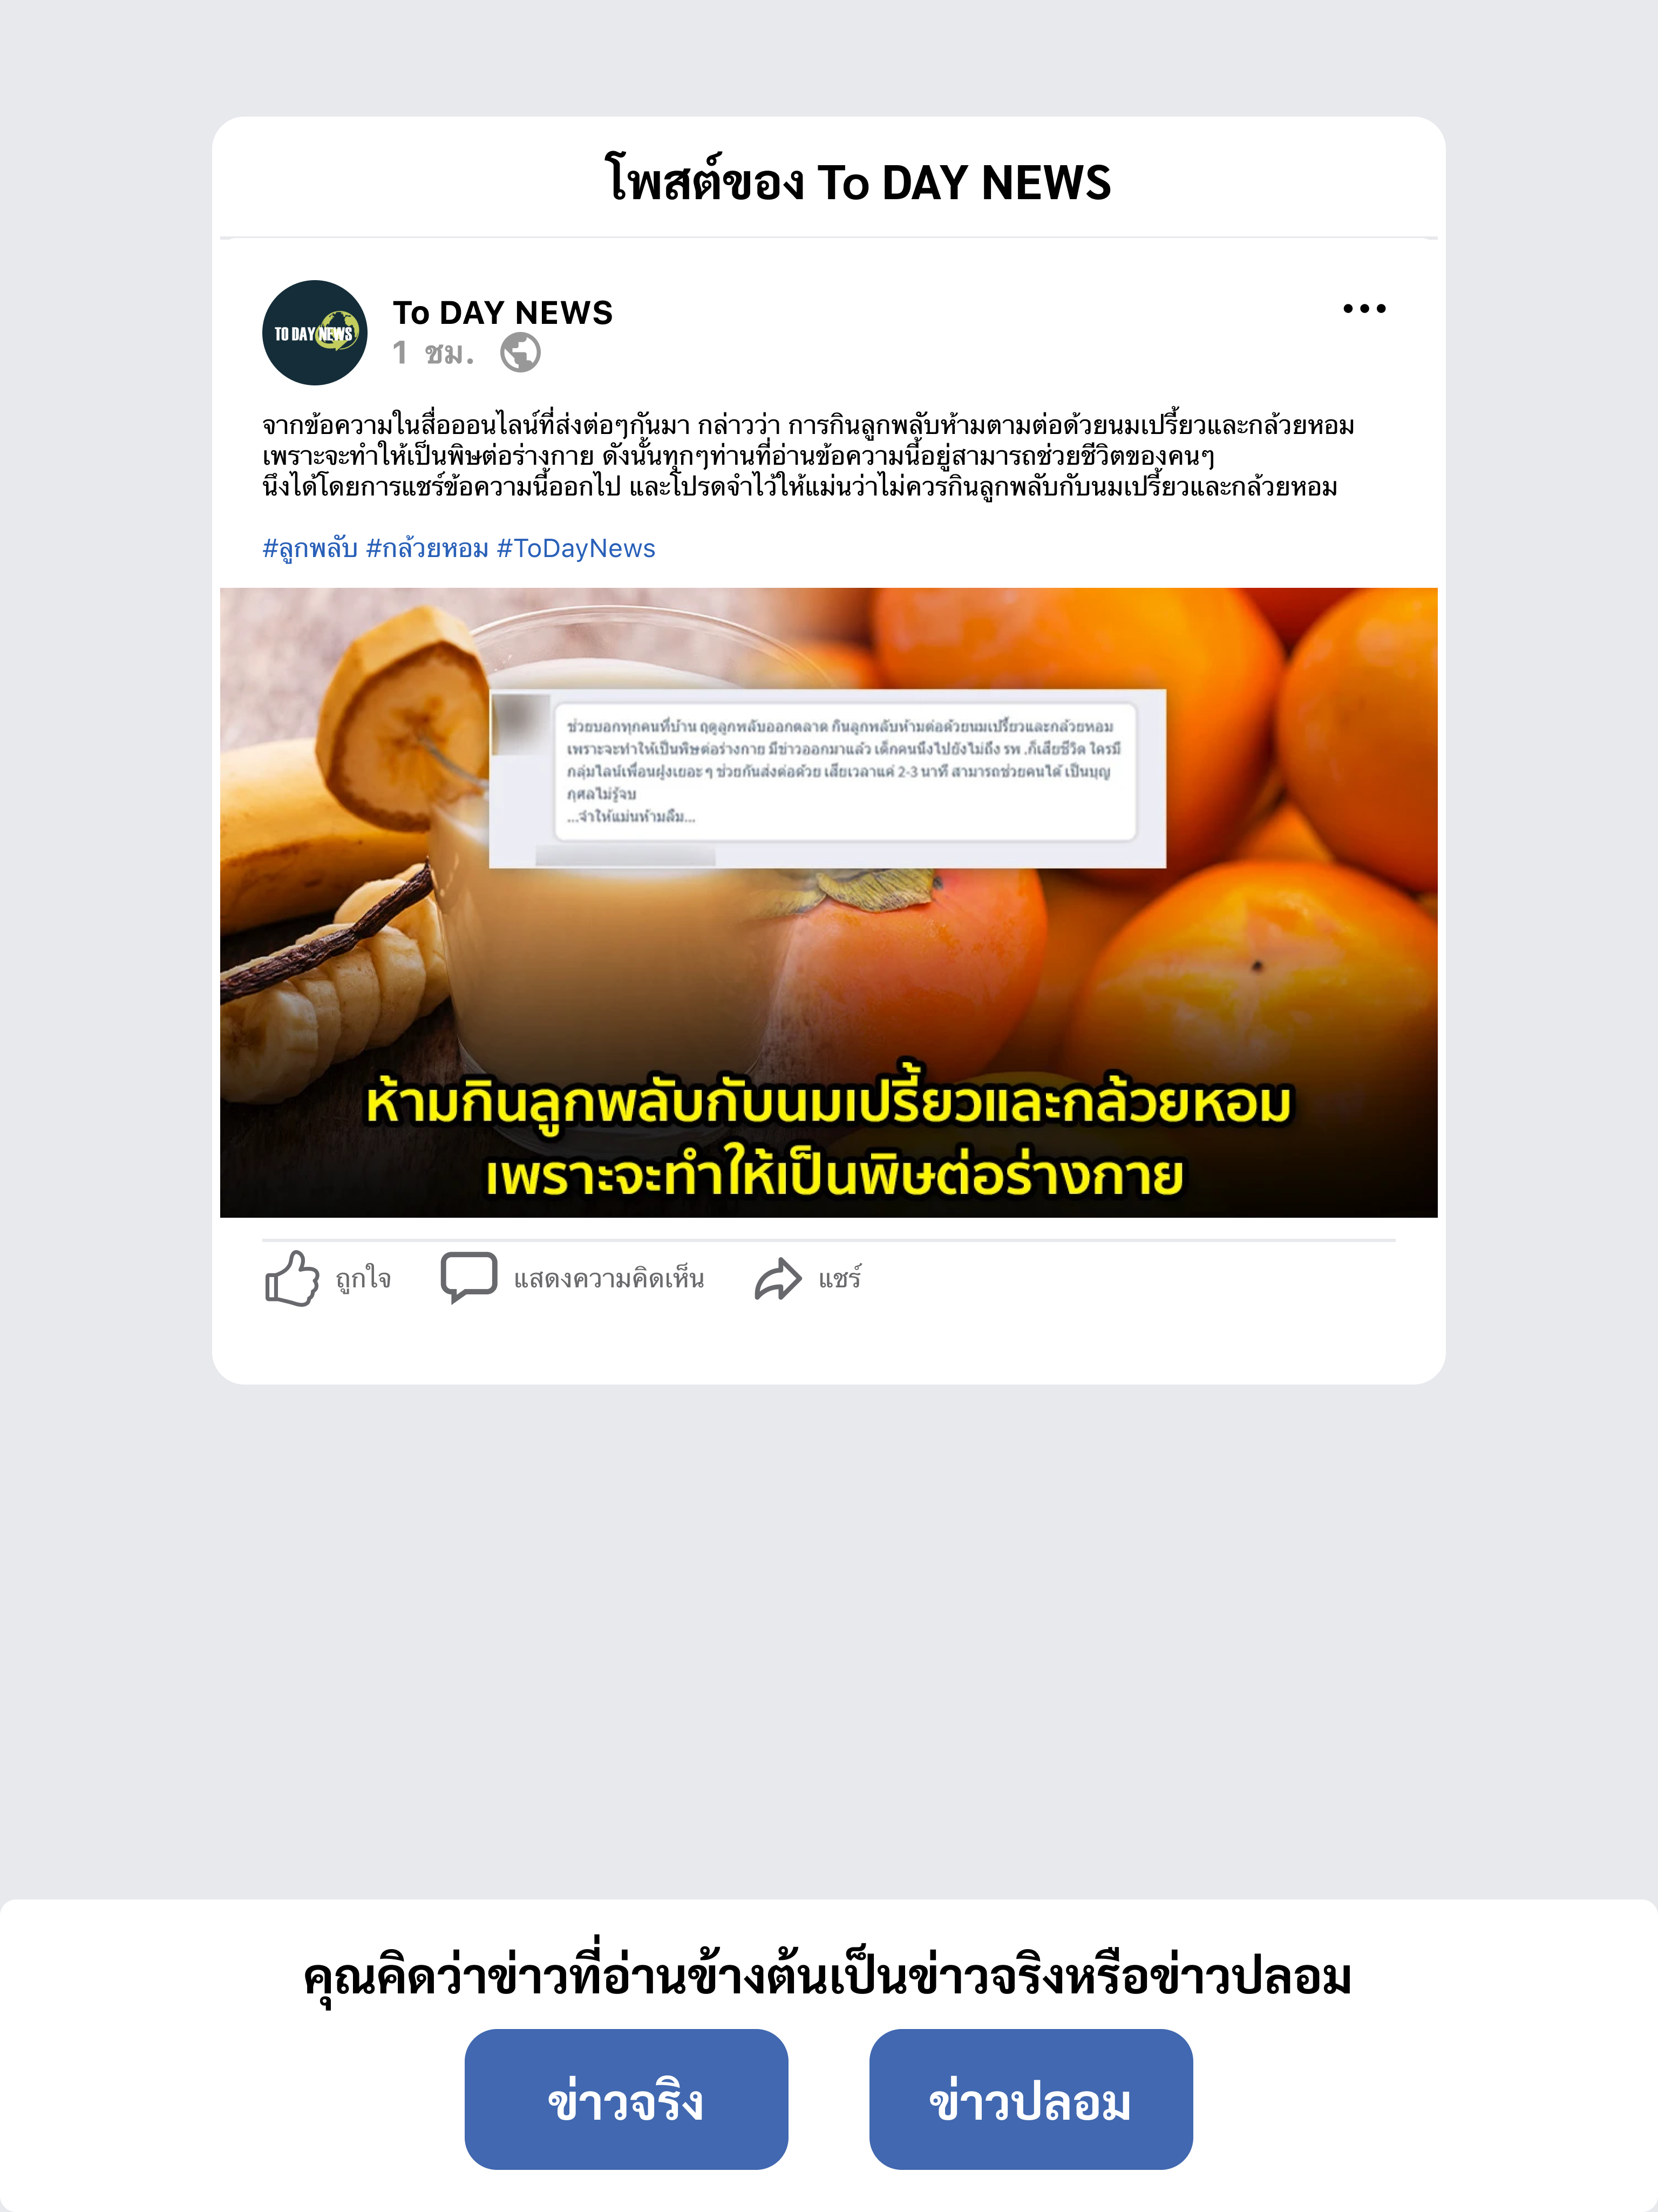 โพสต์ของ To DAY NEWS
TO DAY NEWS
To DAY NEWS
1 ชม.
จากข้อความในสื่อออนไลน์ที่ส่งต่อๆกันมา กล่าวว่า การกินลูกพลับห้ามตามต่อด้วยนมเปรี้ยวและกล้วยหอม
เพราะจะทำให้เป็นพิษต่อร่างกาย ดังนั้นทุกๆท่านที่อ่านข้อความนี้อยู่สามารถช่วยชีวิตของคนๆ
นึงได้โดยการแชร์ข้อความนี้ออกไป และโปรดจำไว้ให้แม่นว่าไม่ควรกินลูกพลับกับนมเปรี้ยวและกล้วยหอม
#ลูกพลับ #กล้วยหอม #ToDayNews
ช่วยบอกทุกคนที่บ้าน ฤดูลูกพลับออกตลาด กินลูกพลับห้ามต่อด้วยนมเปรี้ยวและกล้วยหอม
เพราะจะทำให้เป็นพิษต่อร่างกาย มีข่าวออกมาแล้ว เด็กคนนึงไปยังไม่ถึง รพ .ก็เสียชีวิต ใครมี
กลุ่มไลน์เพื่อนฝูงเยอะ ๆ ช่วยกันส่งต่อด้วย เสียเวลาแค่ 2-3 นาที สามารถช่วยคนได้ เป็นบุญ
กุศลไม่รู้จบ
...จำให้แม่นห้ามลืม...
ห้ามกินลูกพลับกับนมเปรี้ยวและกล้วยหอม
เพราะจะทำให้เป็นพิษต่อร่างกาย
ถูกใจ
แสดงความคิดเห็น
แชร์
คุณคิดว่าข่าวที่อ่านข้างต้นเป็นข่าวจริงหรือข่าวปลอม
ข่าวจริง
ข่าวปลอม